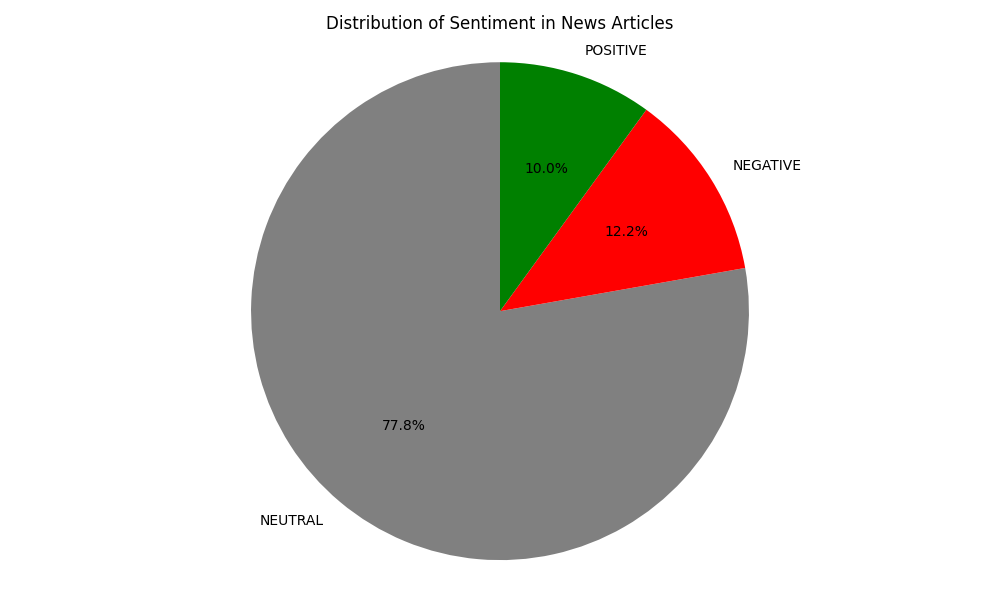 Distribution of Sentiment in News Articles
POSITIVE
10.0%
NEGATIVE
12.2%
77.8%
NEUTRAL